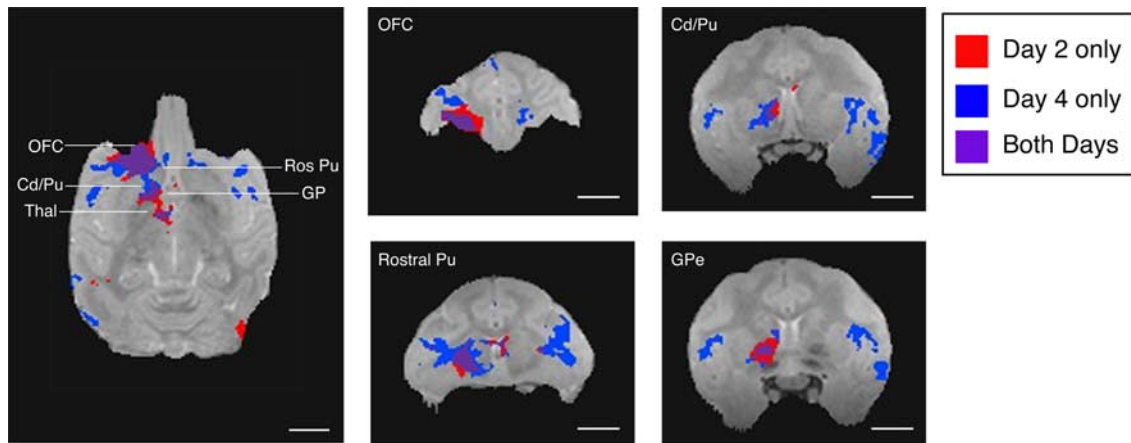 OFC
Cd/Pu
Thal
Ros Pu
GP
OFC
Cd/Pu
Rostral Pu
GPe
Day 2 only
Day 4 only
Both Days